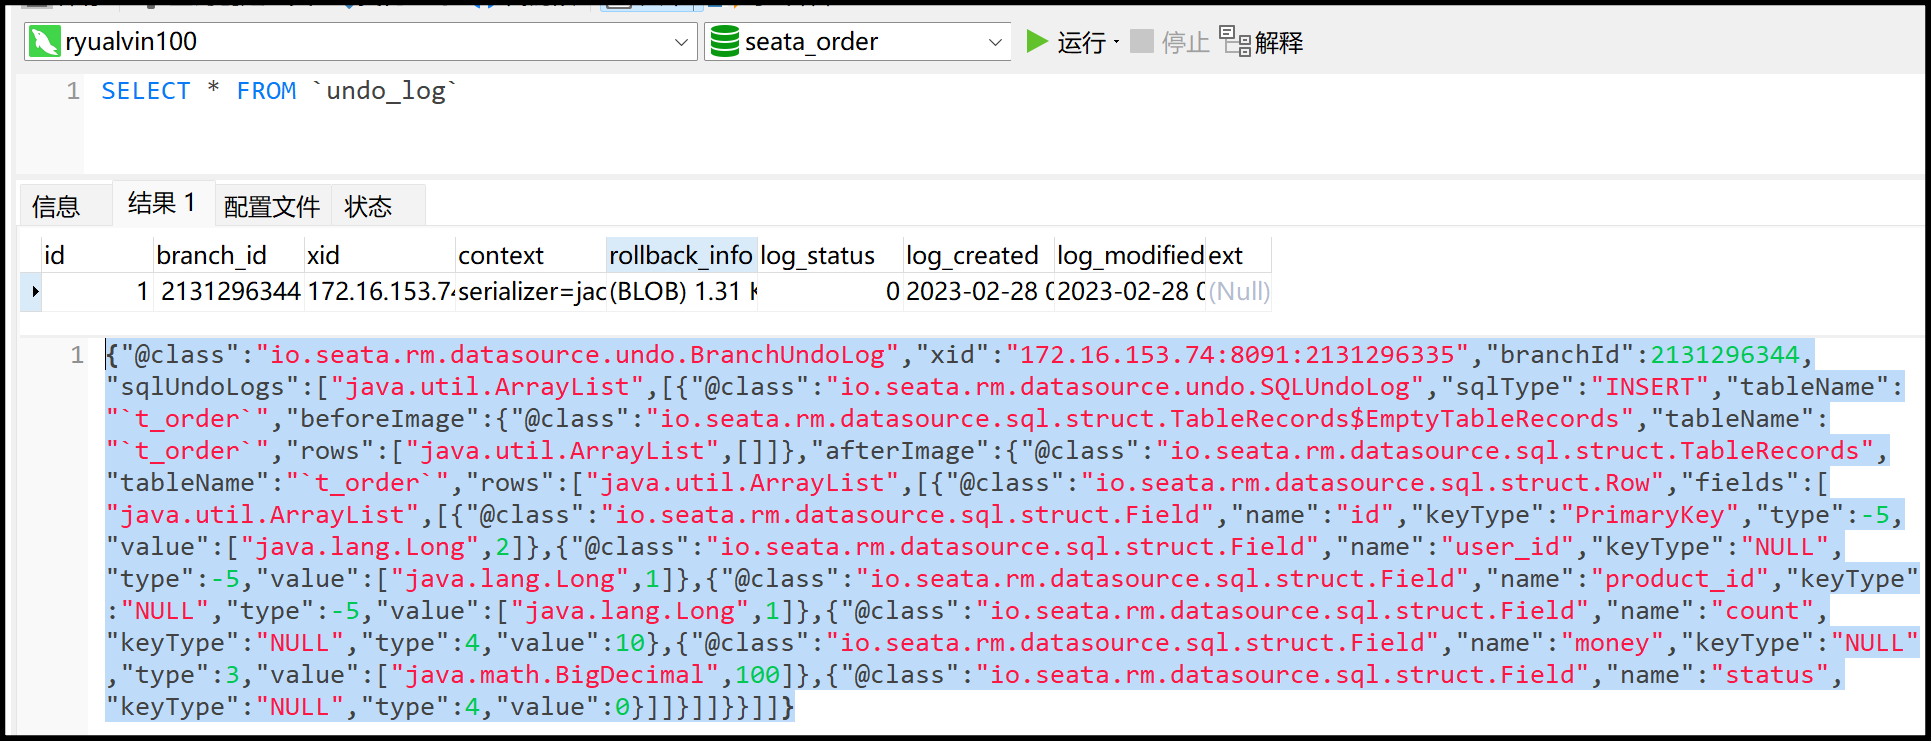 ryualvin100 seata_order 运行 停止 解释
1 SELECT * FROM `undo_log`
信息 结果 1 配置文件 状态
id branch_id xid context rollback_info log_status log_created log_modified ext
1 2131296344 172.16.153.74 serializer=jac (BLOB) 1.31 K 0 2023-02-28 0 2023-02-28 0 (Null)
1 {"@class":"io.seata.rm.datasource.undo.BranchUndoLog","xid":"172.16.153.74:8091:2131296335","branchId":2131296344,
"sqlUndoLogs":["java.util.ArrayList",[{"@class":"io.seata.rm.datasource.undo.SQLUndoLog","sqlType":"INSERT","tableName":
"`t_order`","beforeImage":{"@class":"io.seata.rm.datasource.sql.struct.TableRecords$EmptyTableRecords","tableName":
"`t_order`","rows":["java.util.ArrayList",[]]},"afterImage":{"@class":"io.seata.rm.datasource.sql.struct.TableRecords",
"tableName":"`t_order`","rows":["java.util.ArrayList",[{"@class":"io.seata.rm.datasource.sql.struct.Row","fields":[
"java.util.ArrayList",[{"@class":"io.seata.rm.datasource.sql.struct.Field","name":"id","keyType":"PrimaryKey","type":-5,
"value":["java.lang.Long",2]},{"@class":"io.seata.rm.datasource.sql.struct.Field","name":"user_id","keyType":"NULL",
"type":-5,"value":["java.lang.Long",1]},{"@class":"io.seata.rm.datasource.sql.struct.Field","name":"product_id","keyType"
:"NULL","type":-5,"value":["java.lang.Long",1]},{"@class":"io.seata.rm.datasource.sql.struct.Field","name":"count",
"keyType":"NULL","type":4,"value":10},{"@class":"io.seata.rm.datasource.sql.struct.Field","name":"money","keyType":"NULL"
,"type":3,"value":["java.math.BigDecimal",100]},{"@class":"io.seata.rm.datasource.sql.struct.Field","name":"status",
"keyType":"NULL","type":4,"value":0}]]}]]}}]]}